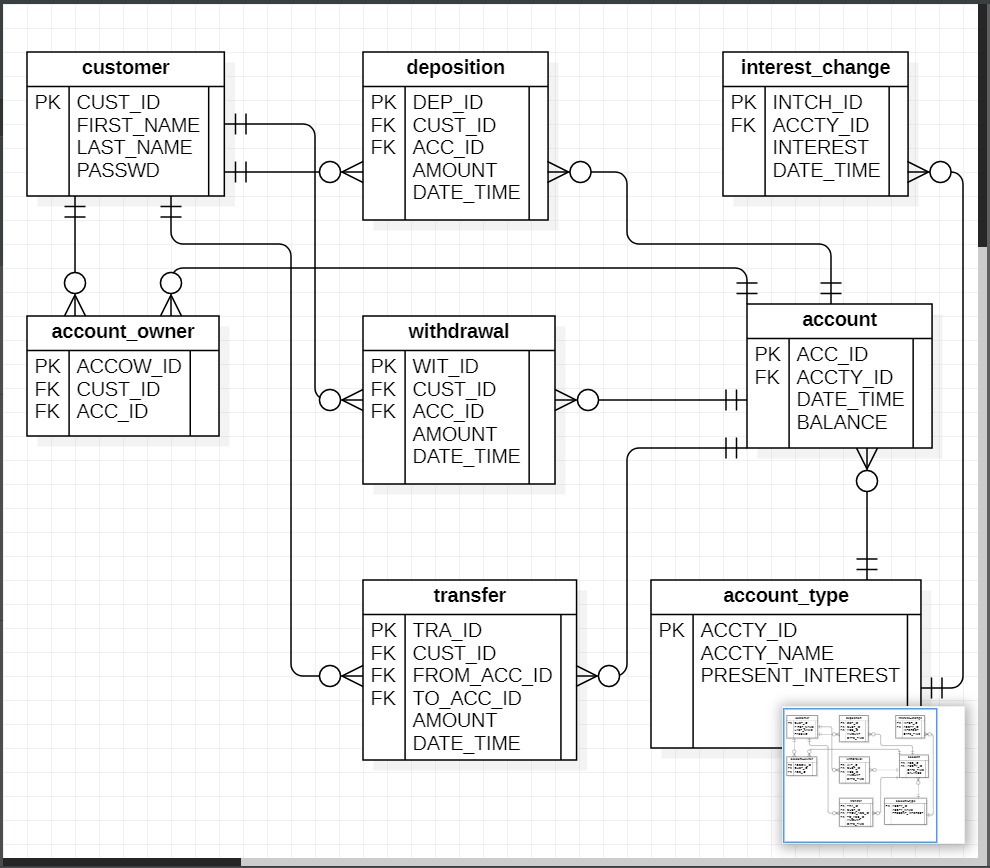 customer
PK CUST_ID
FIRST_NAME
LAST_NAME
PASSWD
deposition
PK DEP_ID
FK CUST_ID
FK ACC_ID
AMOUNT
DATE_TIME
interest_change
PK INTCH_ID
FK ACCTY_ID
INTEREST
DATE_TIME
account_owner
PK ACCOW_ID
FK CUST_ID
FK ACC_ID
withdrawal
PK WIT_ID
FK CUST_ID
FK ACC_ID
AMOUNT
DATE_TIME
account
PK ACC_ID
FK ACCTY_ID
DATE_TIME
BALANCE
transfer
PK TRA_ID
FK CUST_ID
FK FROM_ACC_ID
FK TO_ACC_ID
AMOUNT
DATE_TIME
account_type
PK ACCTY_ID
ACCTY_NAME
PRESENT_INTEREST